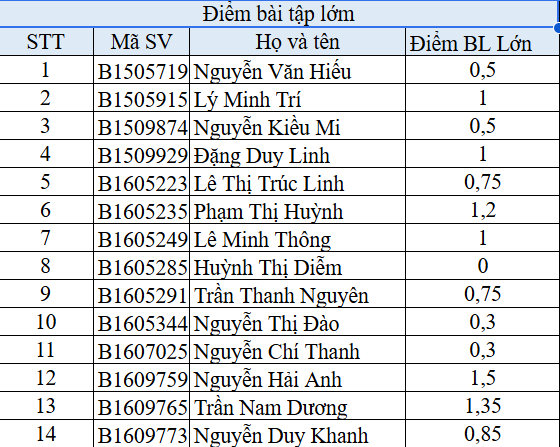 Điểm bài tập lớm
STT Mã SV Họ và tên Điểm BL Lớn
1 B1505719 Nguyễn Văn Hiếu 0,5
2 B1505915 Lý Minh Trí 1
3 B1509874 Nguyễn Kiều Mi 0,5
4 B1509929 Đặng Duy Linh 1
5 B1605223 Lê Thị Trúc Linh 0,75
6 B1605235 Phạm Thị Huỳnh 1,2
7 B1605249 Lê Minh Thông 1
8 B1605285 Huỳnh Thị Diễm 0
9 B1605291 Trần Thanh Nguyên 0,75
10 B1605344 Nguyễn Thị Đào 0,3
11 B1607025 Nguyễn Chí Thanh 0,3
12 B1609759 Nguyễn Hải Anh 1,5
13 B1609765 Trần Nam Dương 1,35
14 B1609773 Nguyễn Duy Khanh 0,85